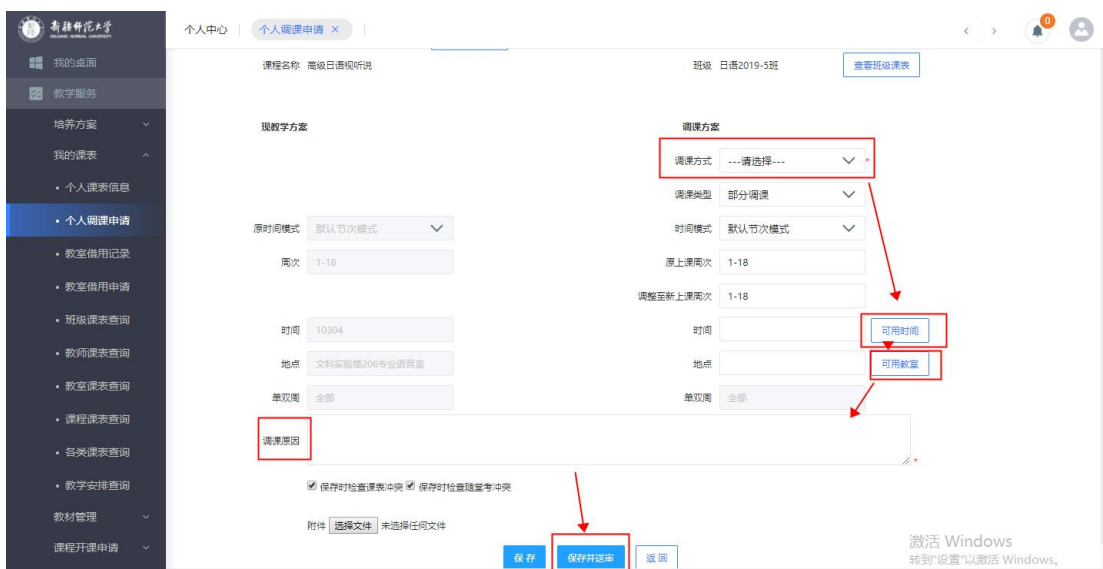 新疆师范大学
XINJIANG NORMAL UNIVERSITY
个人中心
个人调课申请 ×
0
我的桌面
教学服务
培养方案
我的课表
• 个人课表信息
• 个人调课申请
• 教室借用记录
• 教室借用申请
• 班级课表查询
• 教师课表查询
• 教室课表查询
• 课程课表查询
• 各类课表查询
• 教学安排查询
教材管理
课程开课申请
课程名称 高级日语视听说
班级 日语2019-5班
查看班级课表
现教学方案
调课方案
调课方式 ---请选择--- *
调课类型 部分调课
原时间模式 默认节次模式
时间模式 默认节次模式
周次 1-18
原上课周次 1-18
调整至新上课周次 1-18
时间 10304
时间 可用时间
地点 文科实验楼206专业语音室
地点 可用教室
单双周 全部
单双周 全部
调课原因 *
保存时检查课表冲突 保存时检查随堂考冲突
附件 选择文件 未选择任何文件
保存 保存并送审 返回
激活 Windows
转到"设置"以激活 Windows。